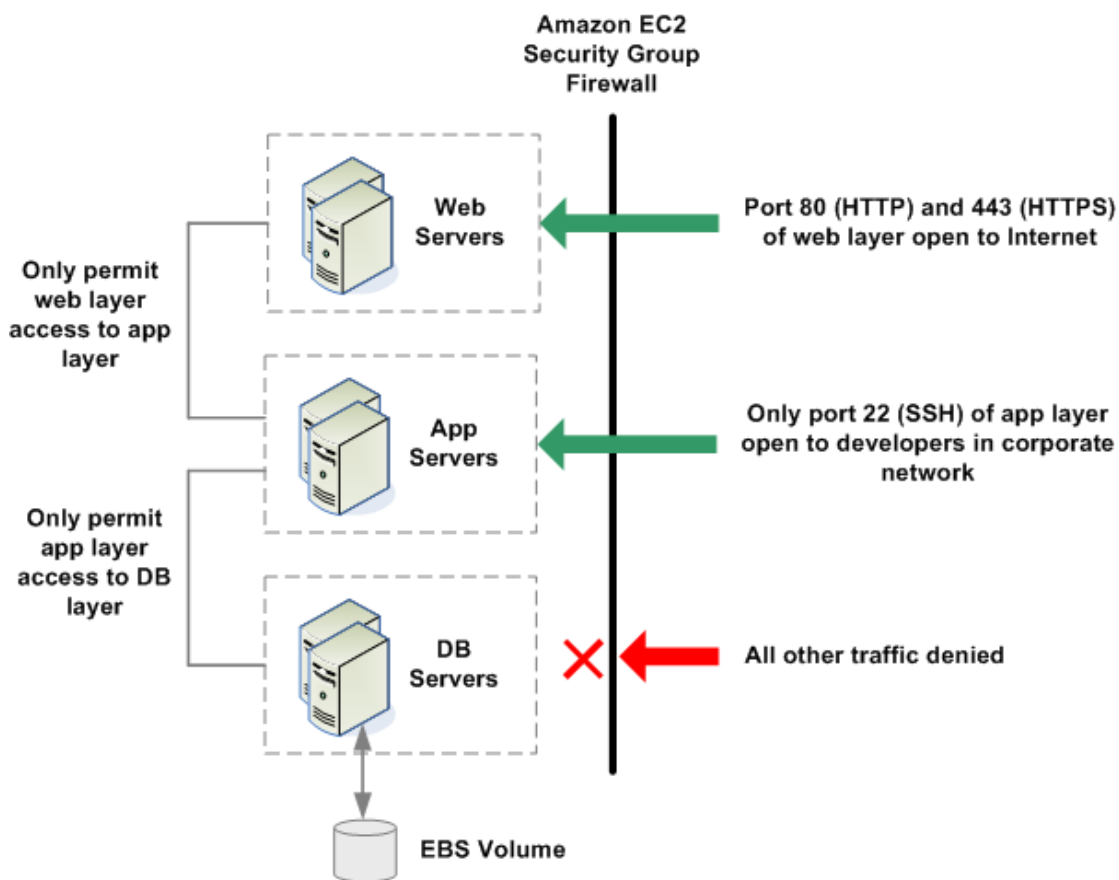 Amazon EC2
Security Group
Firewall
Web
Servers
Port 80 (HTTP) and 443 (HTTPS)
of web layer open to Internet
Only permit
web layer
access to app
layer
App
Servers
Only port 22 (SSH) of app layer
open to developers in corporate
network
Only permit
app layer
access to DB
layer
DB
Servers
All other traffic denied
EBS Volume